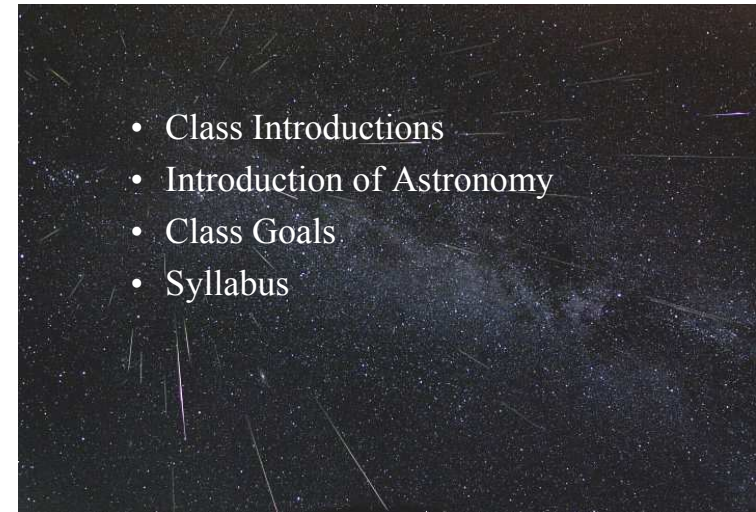 • Class Introductions
• Introduction of Astronomy
• Class Goals
• Syllabus